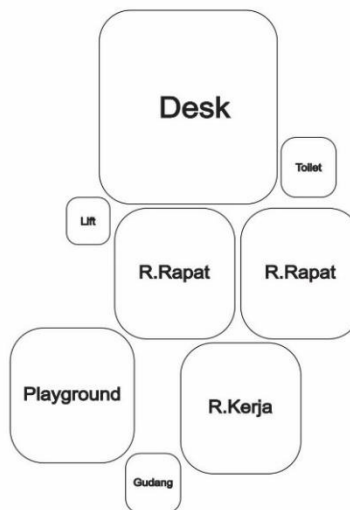 Desk
Toilet
Lift
R.Rapat
R.Rapat
Playground
R.Kerja
Gudang